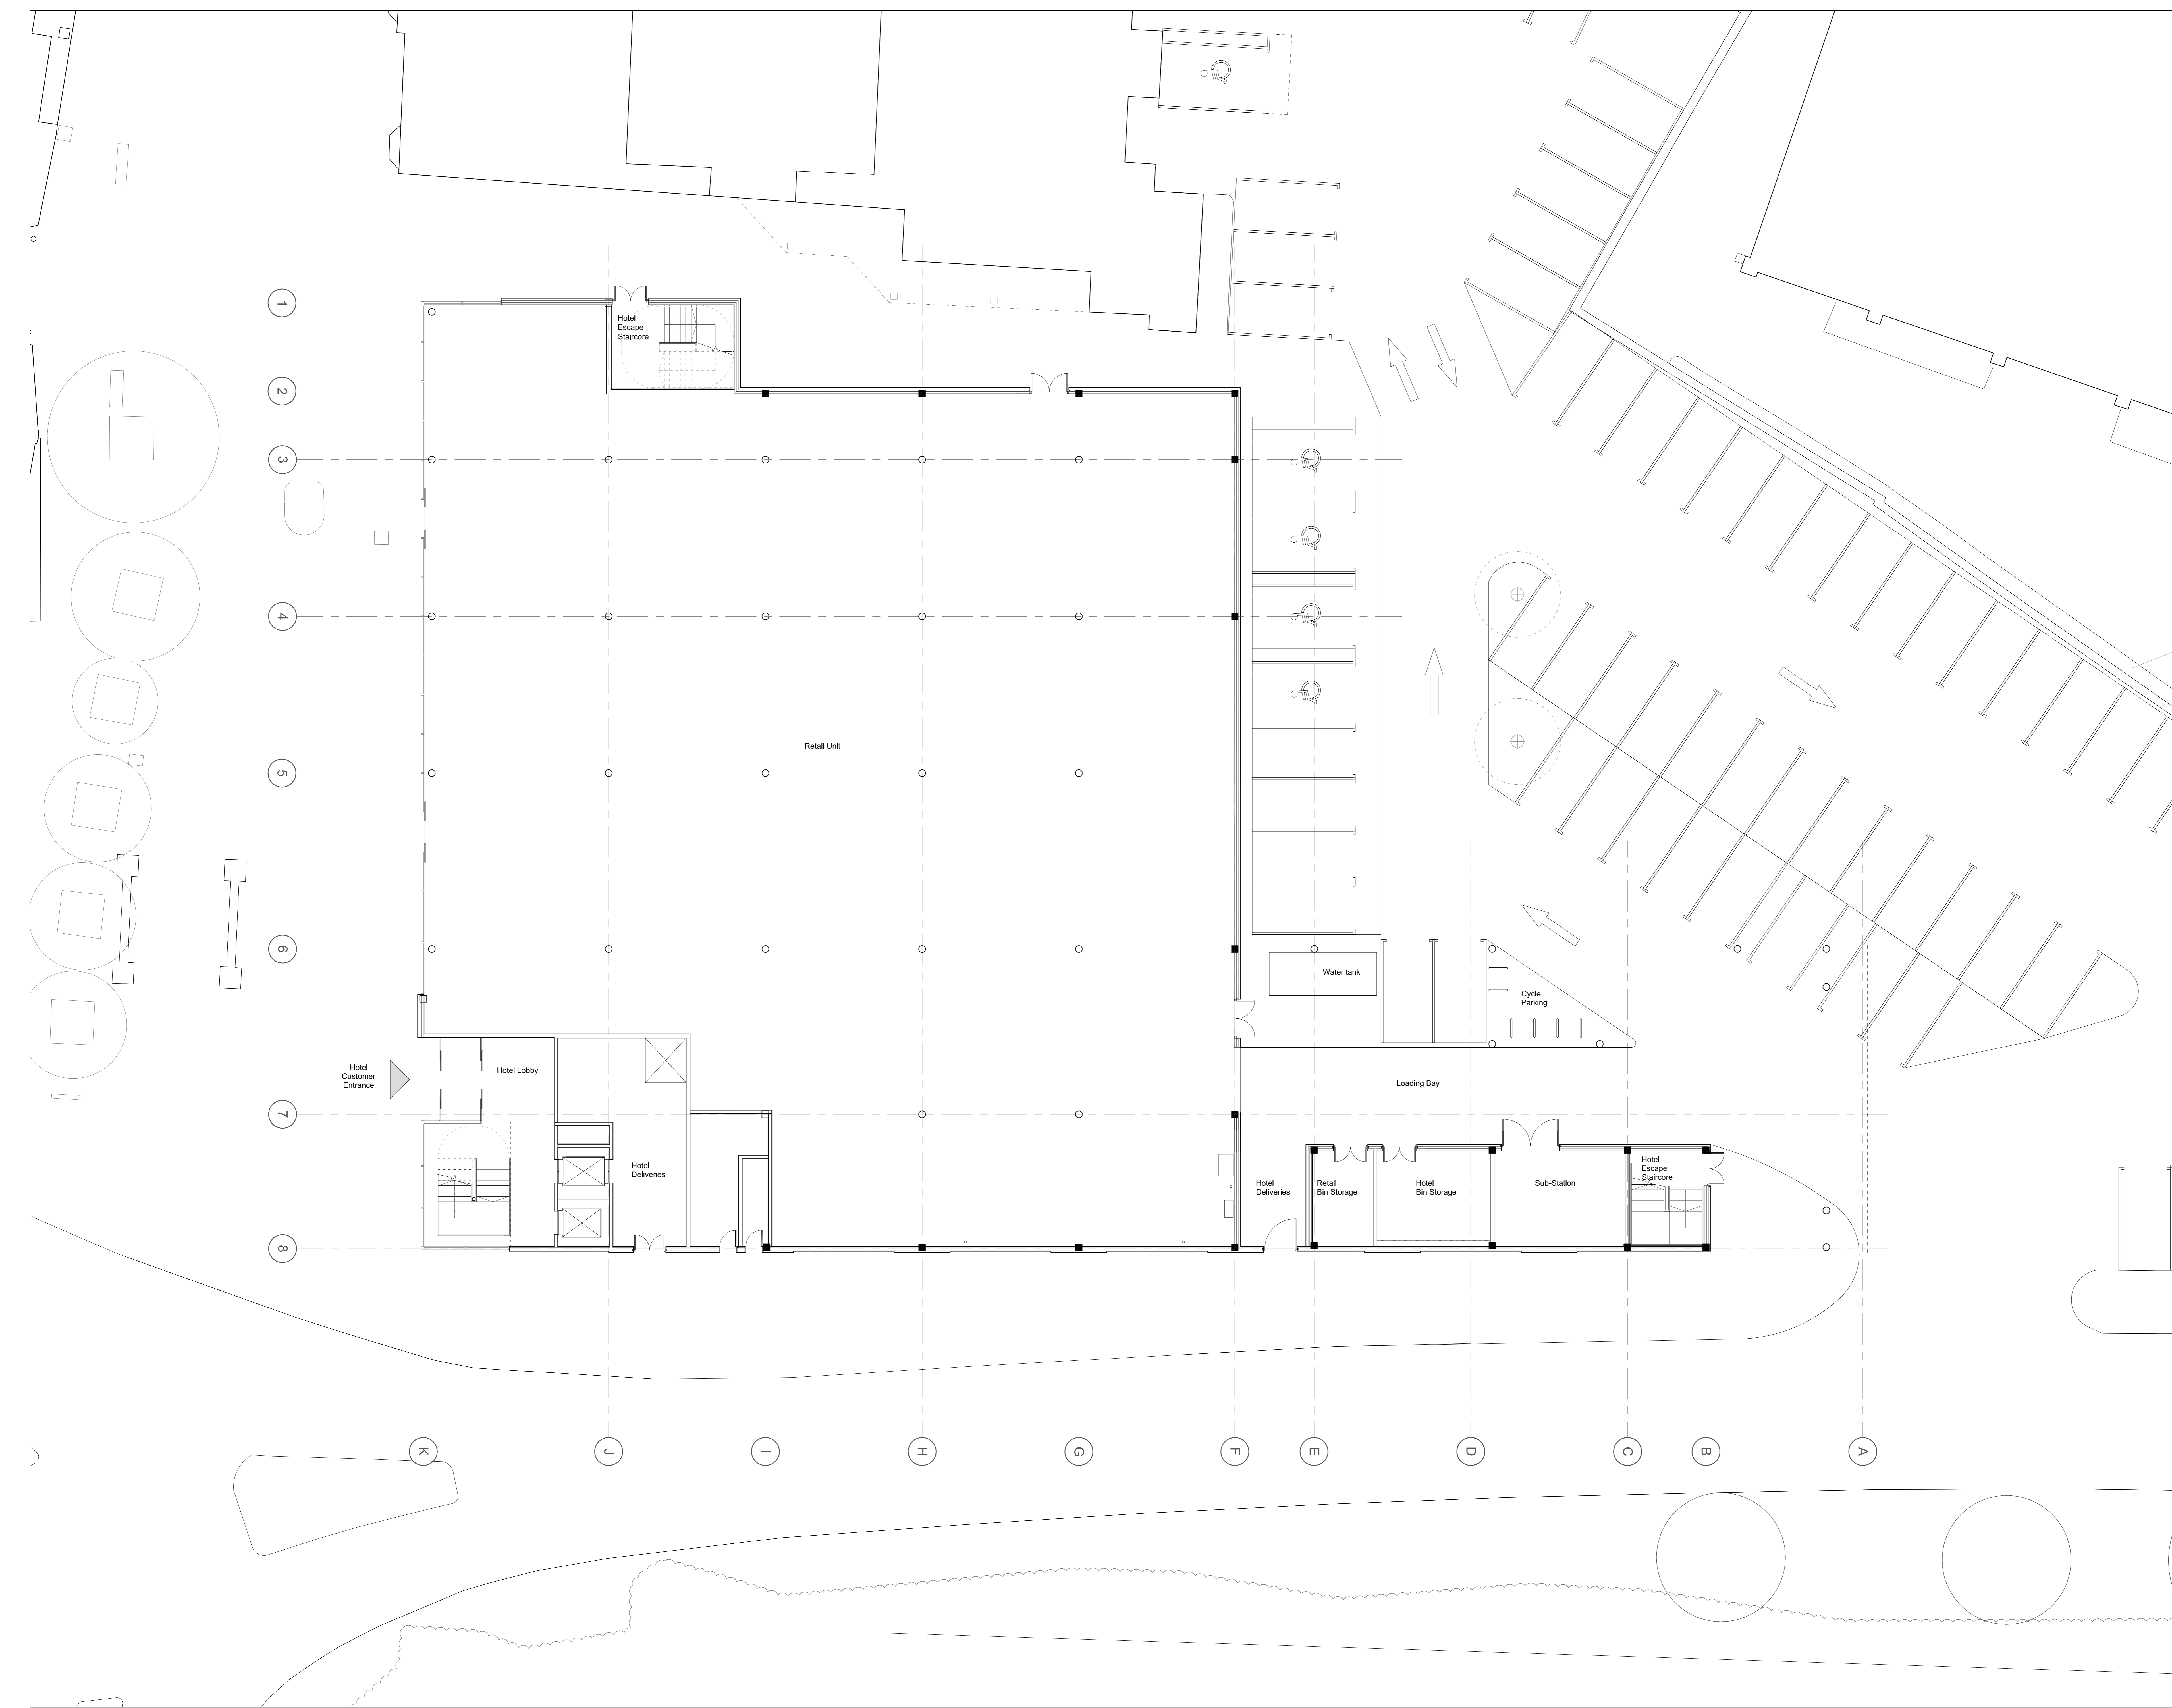 1
Hotel
Escape
Staircore
2
3
4
5
Retail Unit
6
Water tank
Cycle
Parking
Hotel
Customer
Entrance
Hotel Lobby
Loading Bay
7
Hotel
Deliveries
Hotel
Deliveries
Retail
Bin Storage
Hotel
Bin Storage
Sub-Station
Hotel
Escape
Staircore
8
K
J
I
H
G
F
E
D
C
B
A